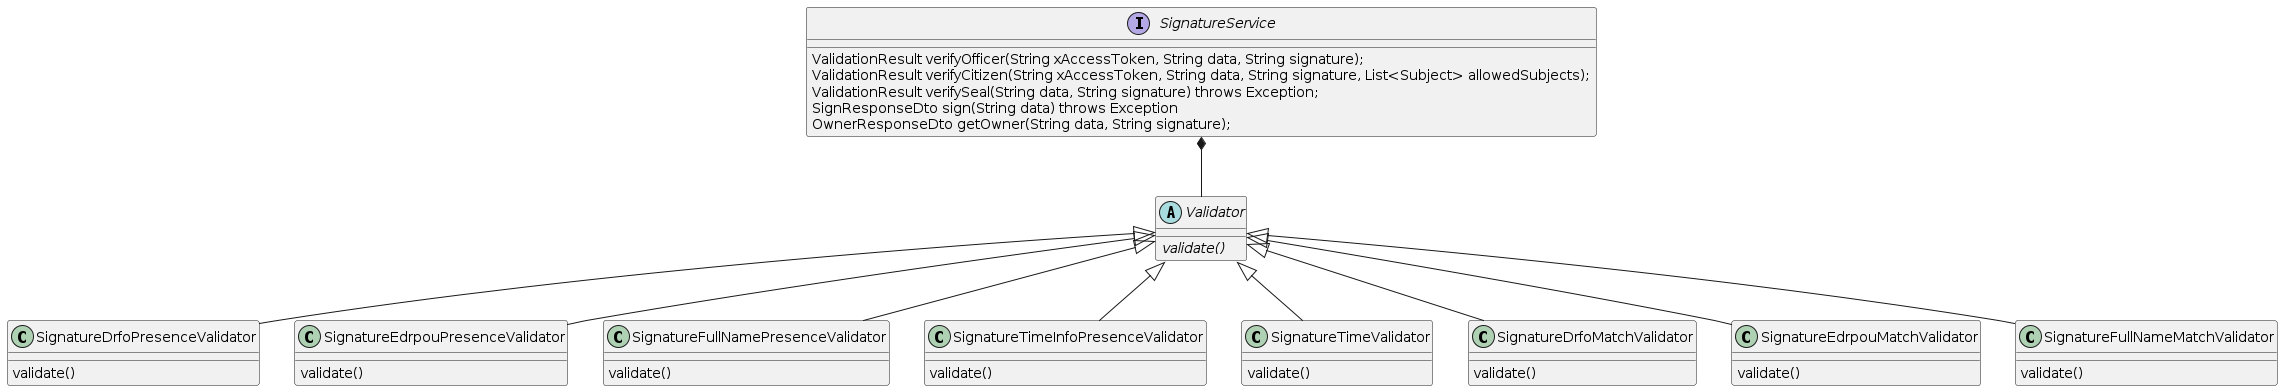 I SignatureService
ValidationResult verifyOfficer(String xAccessToken, String data, String signature);
ValidationResult verifyCitizen(String xAccessToken, String data, String signature, List<Subject> allowedSubjects);
ValidationResult verifySeal(String data, String signature) throws Exception;
SignResponseDto sign(String data) throws Exception
OwnerResponseDto getOwner(String data, String signature);
A Validator
validate()
C SignatureDrfoPresenceValidator
validate()
C SignatureEdrpouPresenceValidator
validate()
C SignatureFullNamePresenceValidator
validate()
C SignatureTimeInfoPresenceValidator
validate()
C SignatureTimeValidator
validate()
C SignatureDrfoMatchValidator
validate()
C SignatureEdrpouMatchValidator
validate()
C SignatureFullNameMatchValidator
validate()